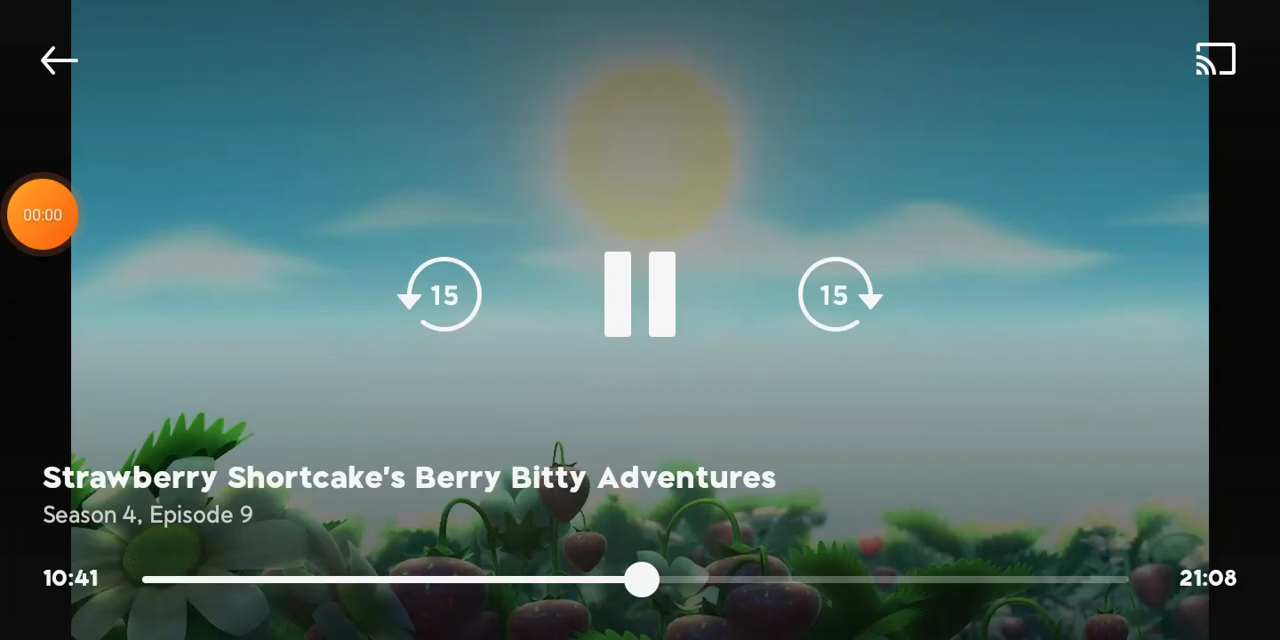 00:00
15
15
Strawberry Shortcake's Berry Bitty Adventures
Season 4, Episode 9
10:41
21:08